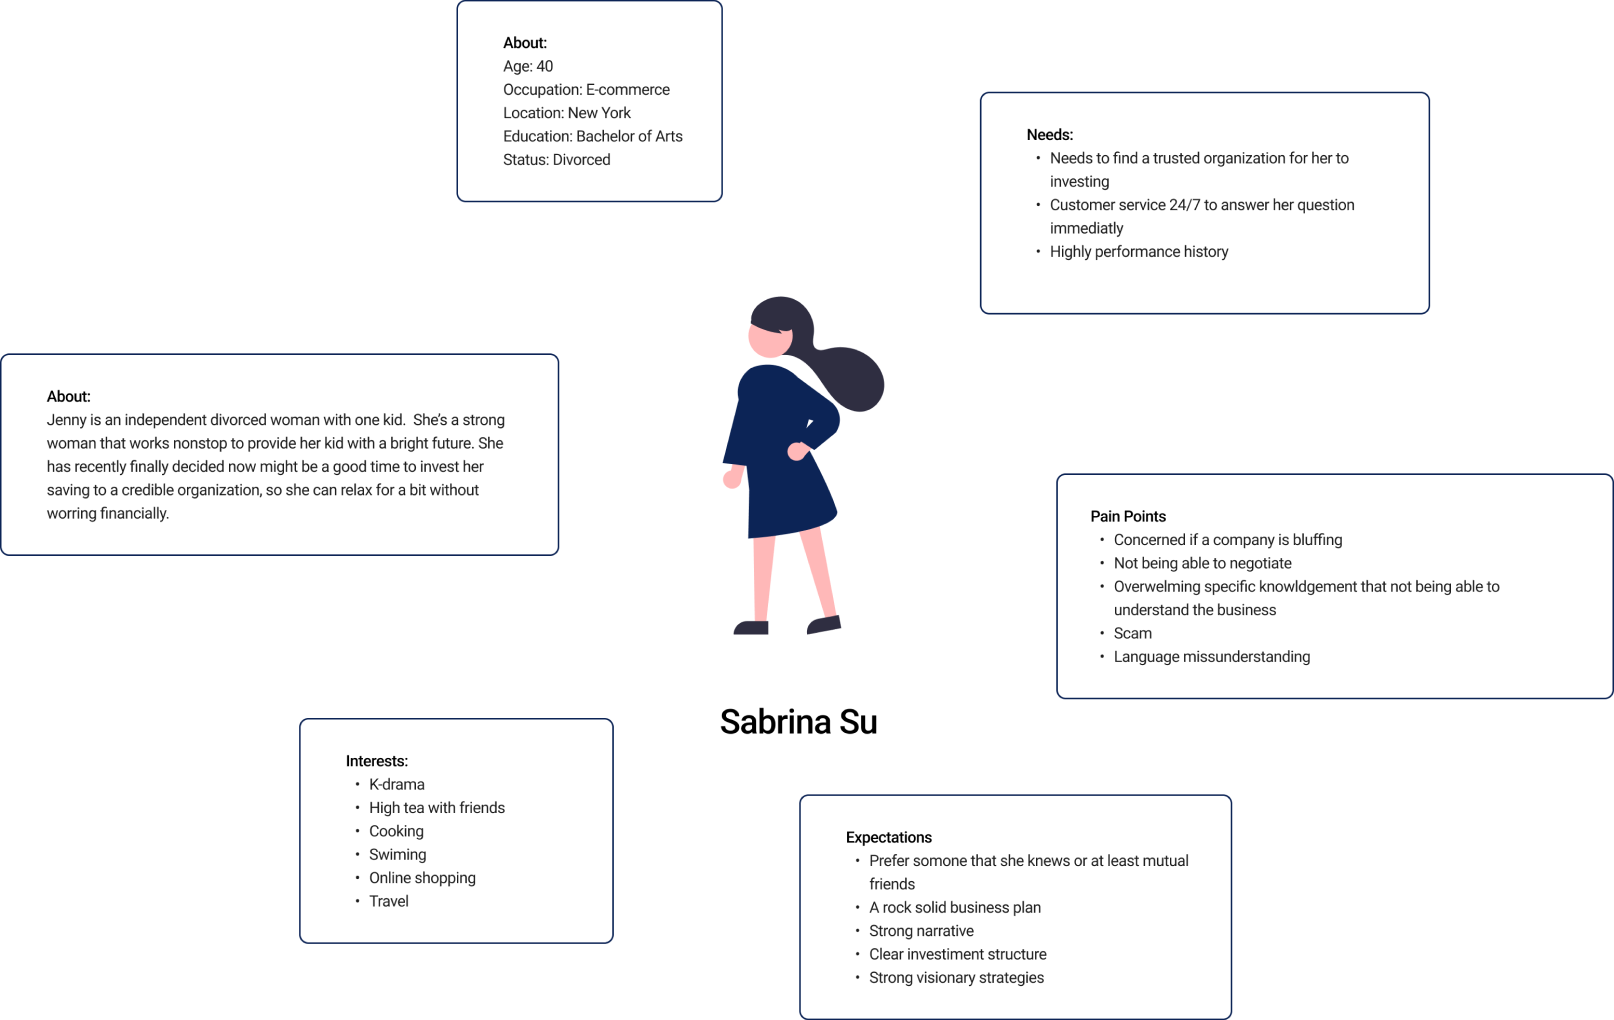 About:
Age: 40
Occupation: E-commerce
Location: New York
Education: Bachelor of Arts
Status: Divorced
Needs:
• Needs to find a trusted organization for her to
investing
• Customer service 24/7 to answer her question
immediatly
• Highly performance history
About:
Jenny is an independent divorced woman with one kid.  She's a strong
woman that works nonstop to provide her kid with a bright future. She
has recently finally decided now might be a good time to invest her
saving to a credible organization, so she can relax for a bit without
worring financially.
Pain Points
• Concerned if a company is bluffing
• Not being able to negotiate
• Overwelming specific knowldgement that not being able to
understand the business
• Scam
• Language missunderstanding
Sabrina Su
Interests:
• K-drama
• High tea with friends
• Cooking
• Swiming
• Online shopping
• Travel
Expectations
• Prefer somone that she knews or at least mutual
friends
• A rock solid business plan
• Strong narrative
• Clear investiment structure
• Strong visionary strategies